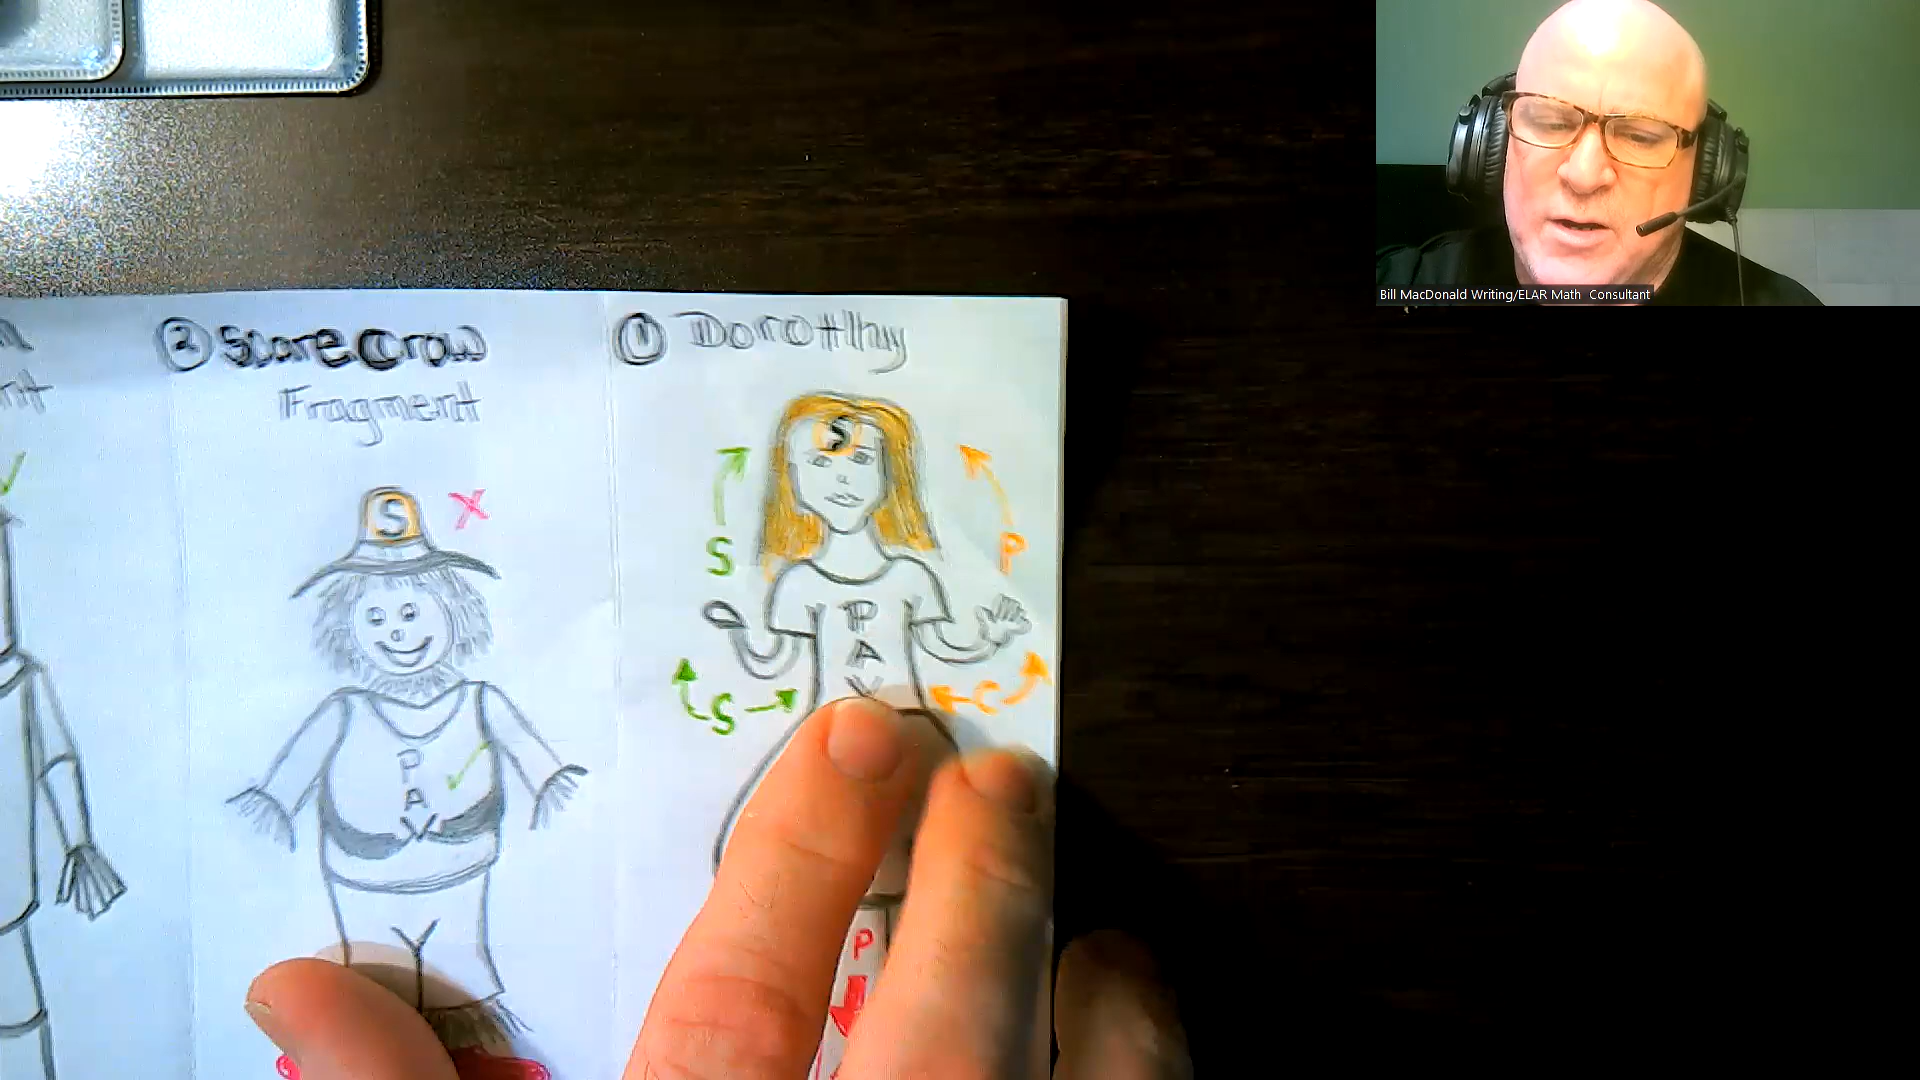 Bill MacDonald Writing/ELAR Math Consultant
② ScareCrow
Fragment
① Dorothy
S
X
S
S
P
P
A
V
S
C
P
A
V
P